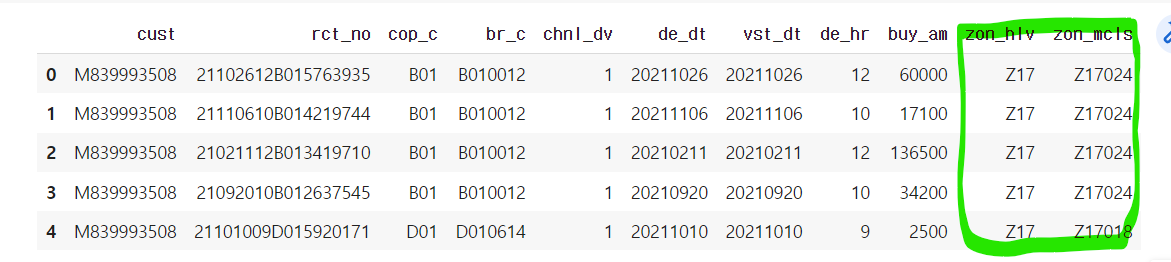 cust rct_no cop_c br_c chnl_dv de_dt vst_dt de_hr buy_am zon_hlv zon_mcls
0 M839993508 21102612B015763935 B01 B010012 1 20211026 20211026 12 60000 Z17 Z17024
1 M839993508 21110610B014219744 B01 B010012 1 20211106 20211106 10 17100 Z17 Z17024
2 M839993508 21021112B013419710 B01 B010012 1 20210211 20210211 12 136500 Z17 Z17024
3 M839993508 21092010B012637545 B01 B010012 1 20210920 20210920 10 34200 Z17 Z17024
4 M839993508 21101009D015920171 D01 D010614 1 20211010 20211010 9 2500 Z17 Z17018